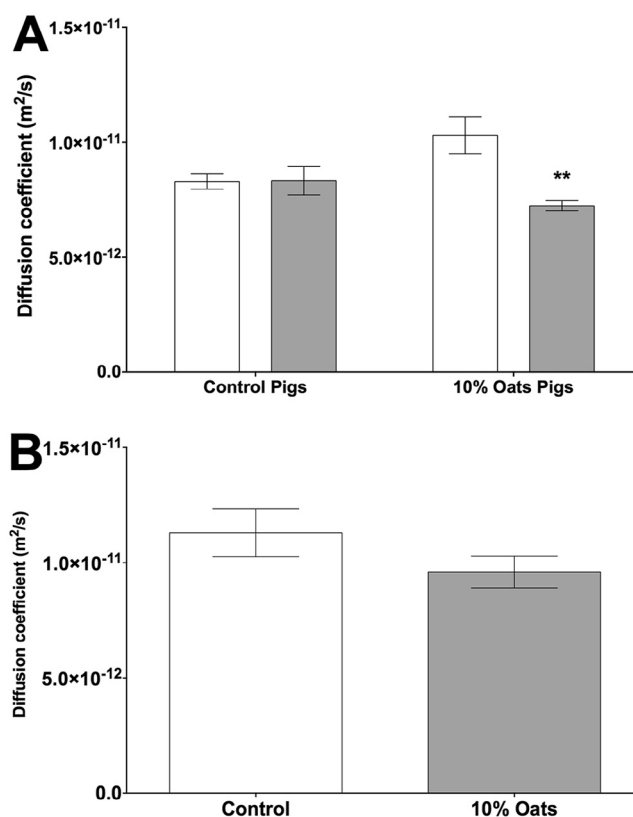 A
Diffusion coefficient (m²/s)
1.5×10⁻¹¹
1.0×10⁻¹¹
5.0×10⁻¹²
0.0
**
Control Pigs
10% Oats Pigs
B
Diffusion coefficient (m²/s)
1.5×10⁻¹¹
1.0×10⁻¹¹
5.0×10⁻¹²
0.0
Control
10% Oats